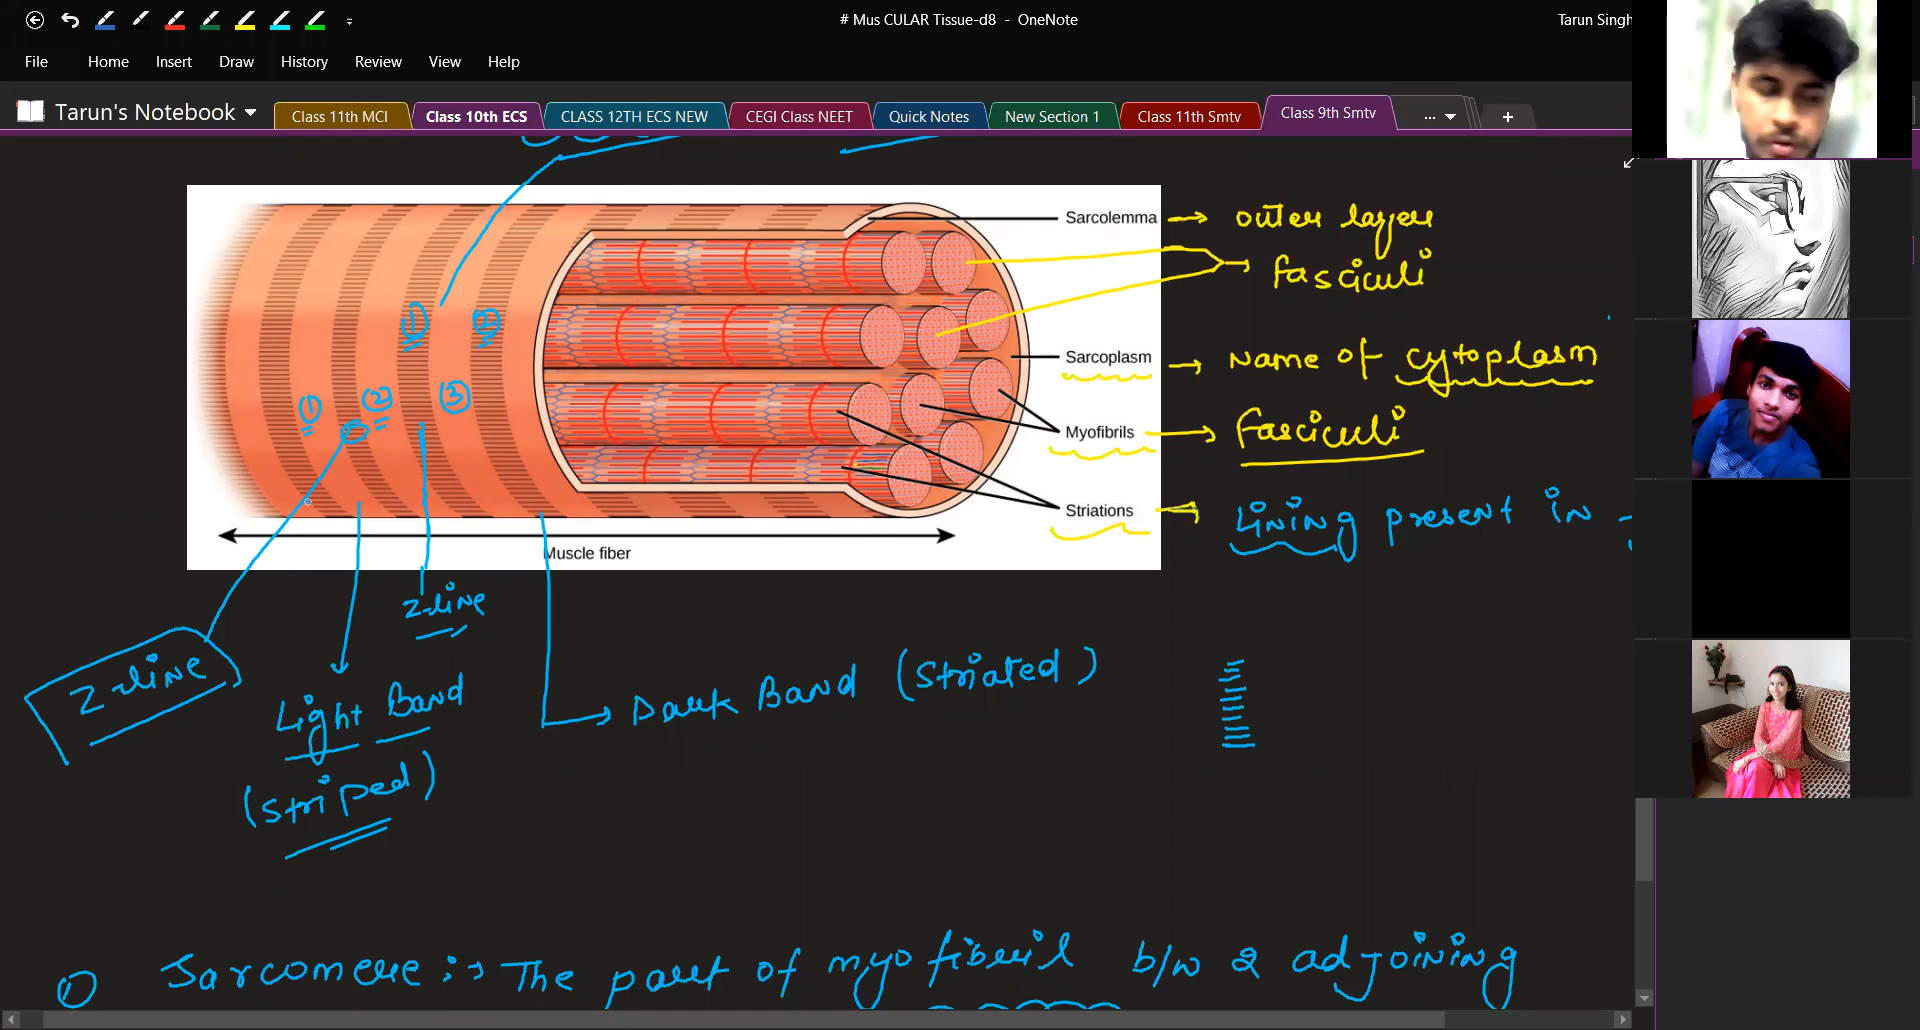 # Mus CULAR Tissue-d8 - OneNote
Tarun Singh
File Home Insert Draw History Review View Help
Tarun's Notebook
Class 11th MCI
Class 10th ECS
CLASS 12TH ECS NEW
CEGI Class NEET
Quick Notes
New Section 1
Class 11th Smtv
Class 9th Smtv
...
+
Sarcolemma → outer layer
fasciculi
Sarcoplasm → Name of cytoplasm
Myofibrils → fasciculi
Striations → Lining present in
① ②
① ② ③
Muscle fiber
Z-line
Z-line
Light Band
(Striped)
Dark Band (Striated)
① Sarcomere :→ The part of myofibril b/w 2 adjoining